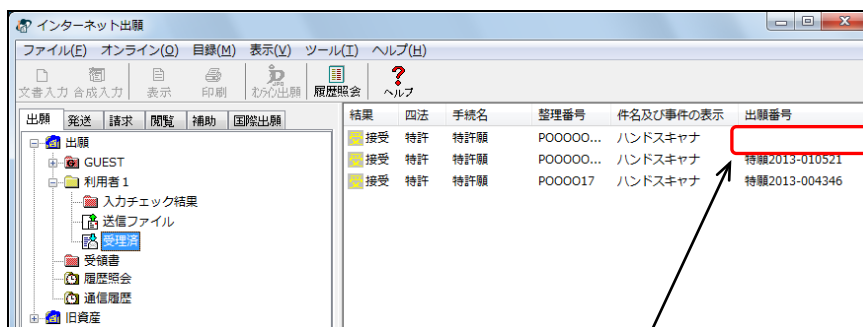 インターネット出願
ファイル(F) オンライン(O) 目録(M) 表示(V) ツール(T) ヘルプ(H)
文書入力 合成入力 表示 印刷 オンライン出願 履歴照会 ヘルプ
出願 発送 請求 閲覧 補助 国際出願
出願
GUEST
利用者1
入力チェック結果
送信ファイル
受理済
受領書
履歴照会
通信履歴
旧資産
結果 四法 手続名 整理番号 件名及び事件の表示 出願番号
接受 特許 特許願 P00000... ハンドスキャナ
接受 特許 特許願 P00000... ハンドスキャナ 特願2013-010521
接受 特許 特許願 P000017 ハンドスキャナ 特願2013-004346